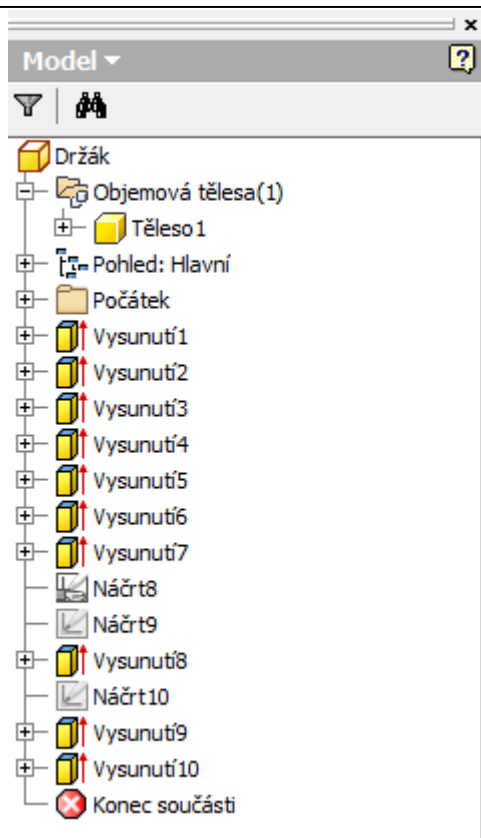 Model
Držák
Objemová tělesa(1)
Těleso1
Pohled: Hlavní
Počátek
Vysunutí1
Vysunutí2
Vysunutí3
Vysunutí4
Vysunutí5
Vysunutí6
Vysunutí7
Náčrt8
Náčrt9
Vysunutí8
Náčrt10
Vysunutí9
Vysunutí10
Konec součásti